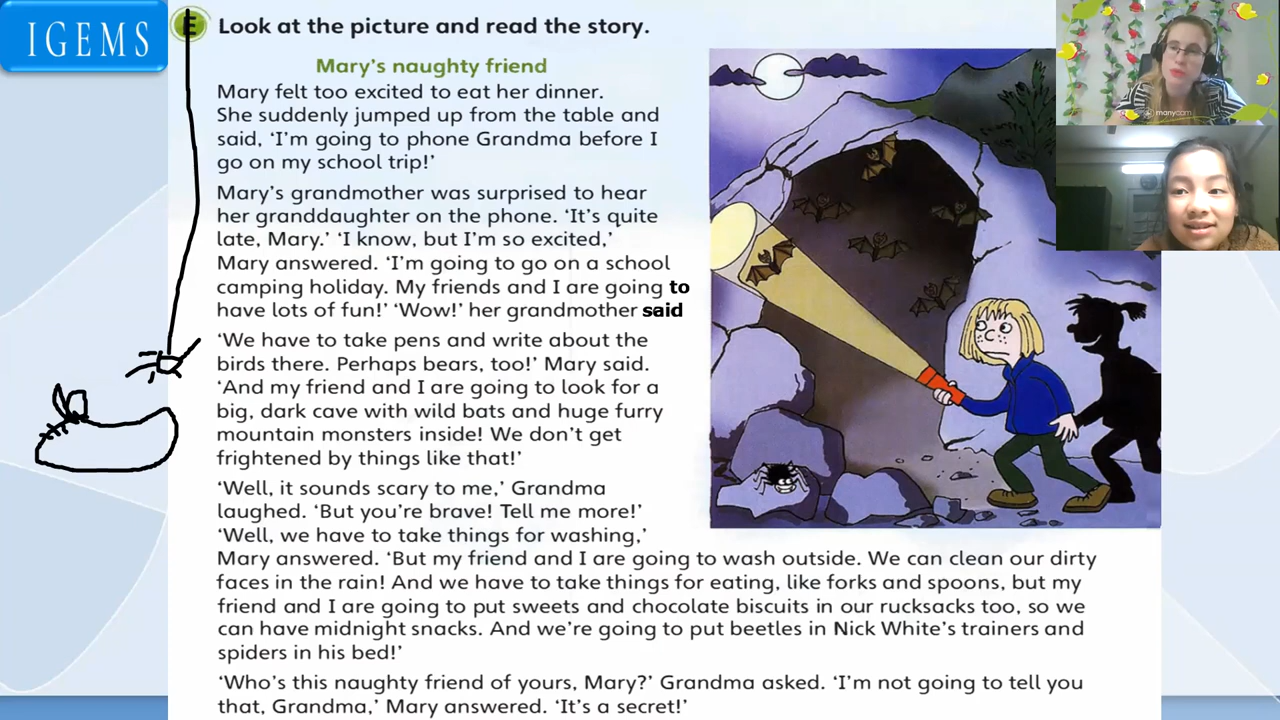 IGEMS
E Look at the picture and read the story.
Mary's naughty friend
Mary felt too excited to eat her dinner.
She suddenly jumped up from the table and
said, 'I'm going to phone Grandma before I
go on my school trip!'
Mary's grandmother was surprised to hear
her granddaughter on the phone. 'It's quite
late, Mary.' 'I know, but I'm so excited,'
Mary answered. 'I'm going to go on a school
camping holiday. My friends and I are going to
have lots of fun!' 'Wow!' her grandmother said
'We have to take pens and write about the
birds there. Perhaps bears, too!' Mary said.
'And my friend and I are going to look for a
big, dark cave with wild bats and huge furry
mountain monsters inside! We don't get
frightened by things like that!'
'Well, it sounds scary to me,' Grandma
laughed. 'But you're brave! Tell me more!'
'Well, we have to take things for washing,'
Mary answered. 'But my friend and I are going to wash outside. We can clean our dirty
faces in the rain! And we have to take things for eating, like forks and spoons, but my
friend and I are going to put sweets and chocolate biscuits in our rucksacks too, so we
can have midnight snacks. And we're going to put beetles in Nick White's trainers and
spiders in his bed!'
'Who's this naughty friend of yours, Mary?' Grandma asked. 'I'm not going to tell you
that, Grandma,' Mary answered. 'It's a secret!'
manycam